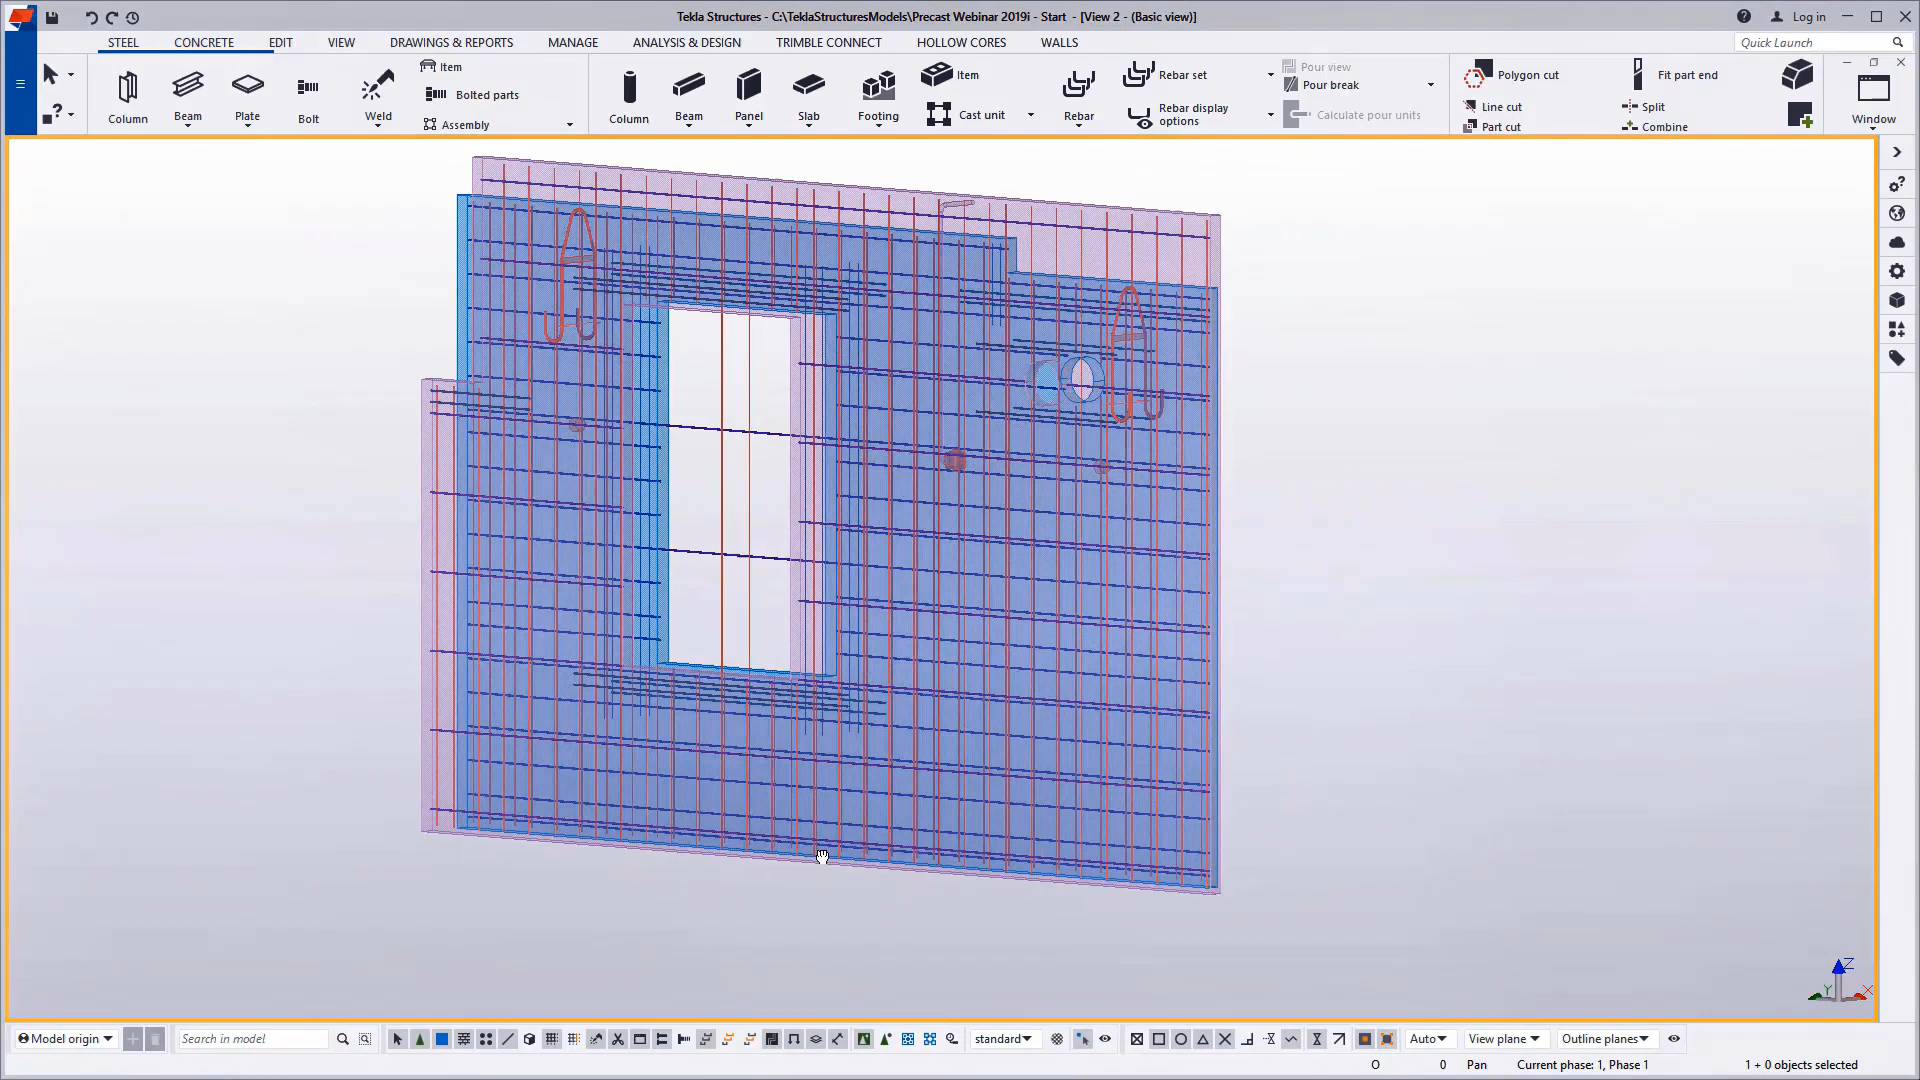 Tekla Structures - C:\TeklaStructuresModels\Precast Webinar 2019i - Start - [View 2 - (Basic view)]
Log in
STEEL CONCRETE EDIT VIEW DRAWINGS & REPORTS MANAGE ANALYSIS & DESIGN TRIMBLE CONNECT HOLLOW CORES WALLS
Quick Launch
Column
Beam
Plate
Bolt
Weld
Item
Bolted parts
Assembly
Column
Beam
Panel
Slab
Footing
Item
Cast unit
Rebar
Rebar set
Rebar display
options
Pour view
Pour break
Calculate pour units
Polygon cut
Line cut
Part cut
Fit part end
Split
Combine
Window
Z
Y
X
Model origin
Search in model
standard
Auto
View plane
Outline planes
O 0 Pan Current phase: 1, Phase 1 1 + 0 objects selected